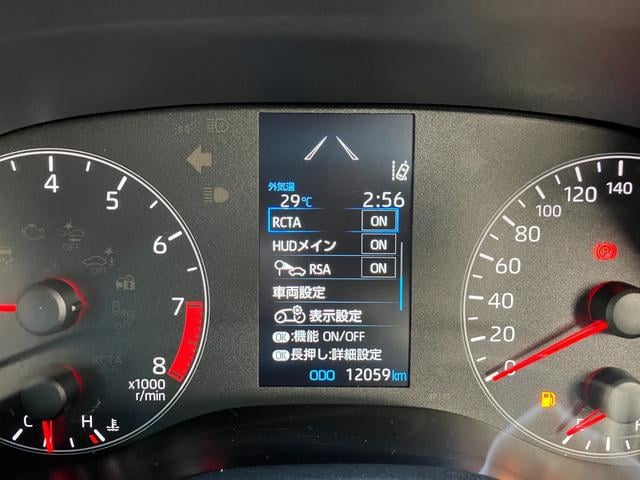 外気温
29℃ 2:56
RCTA ON
HUDメイン ON
RSA ON
車両設定
表示設定
OK:機能 ON/OFF
OK長押し:詳細設定
ODO 12059km
4
5
6
7
8
x1000
r/min
C H
0
20
40
60
80
100
120
140
OFF
OFF
RCTA
OFF
P
F